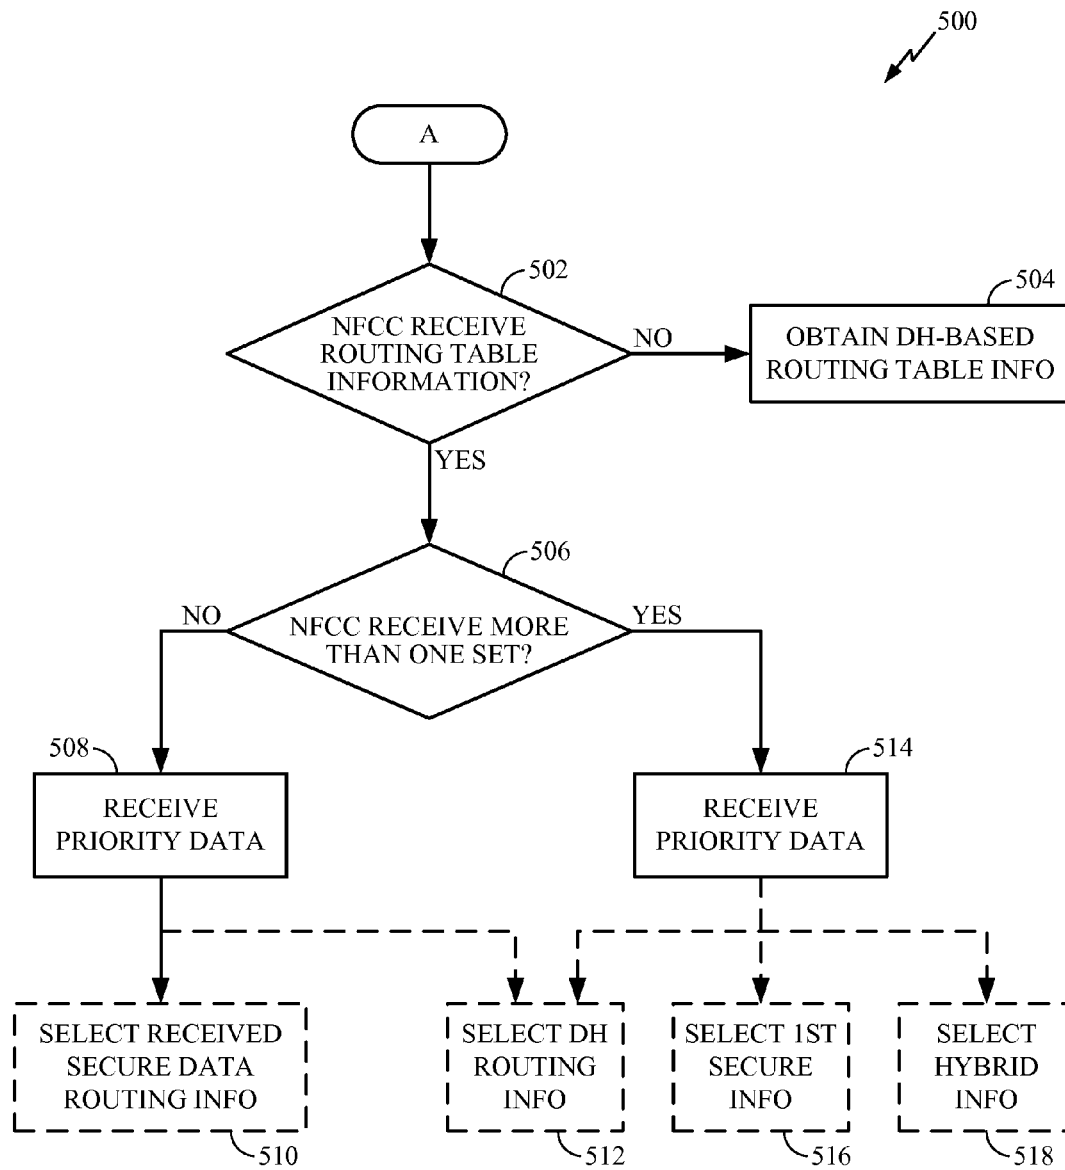 500
A
502
NFCC RECEIVE
ROUTING TABLE
INFORMATION?
NO
504
OBTAIN DH-BASED
ROUTING TABLE INFO
YES
506
NFCC RECEIVE MORE
THAN ONE SET?
NO
YES
508
RECEIVE
PRIORITY DATA
514
RECEIVE
PRIORITY DATA
SELECT RECEIVED
SECURE DATA
ROUTING INFO
510
SELECT DH
ROUTING
INFO
512
SELECT 1ST
SECURE
INFO
516
SELECT
HYBRID
INFO
518